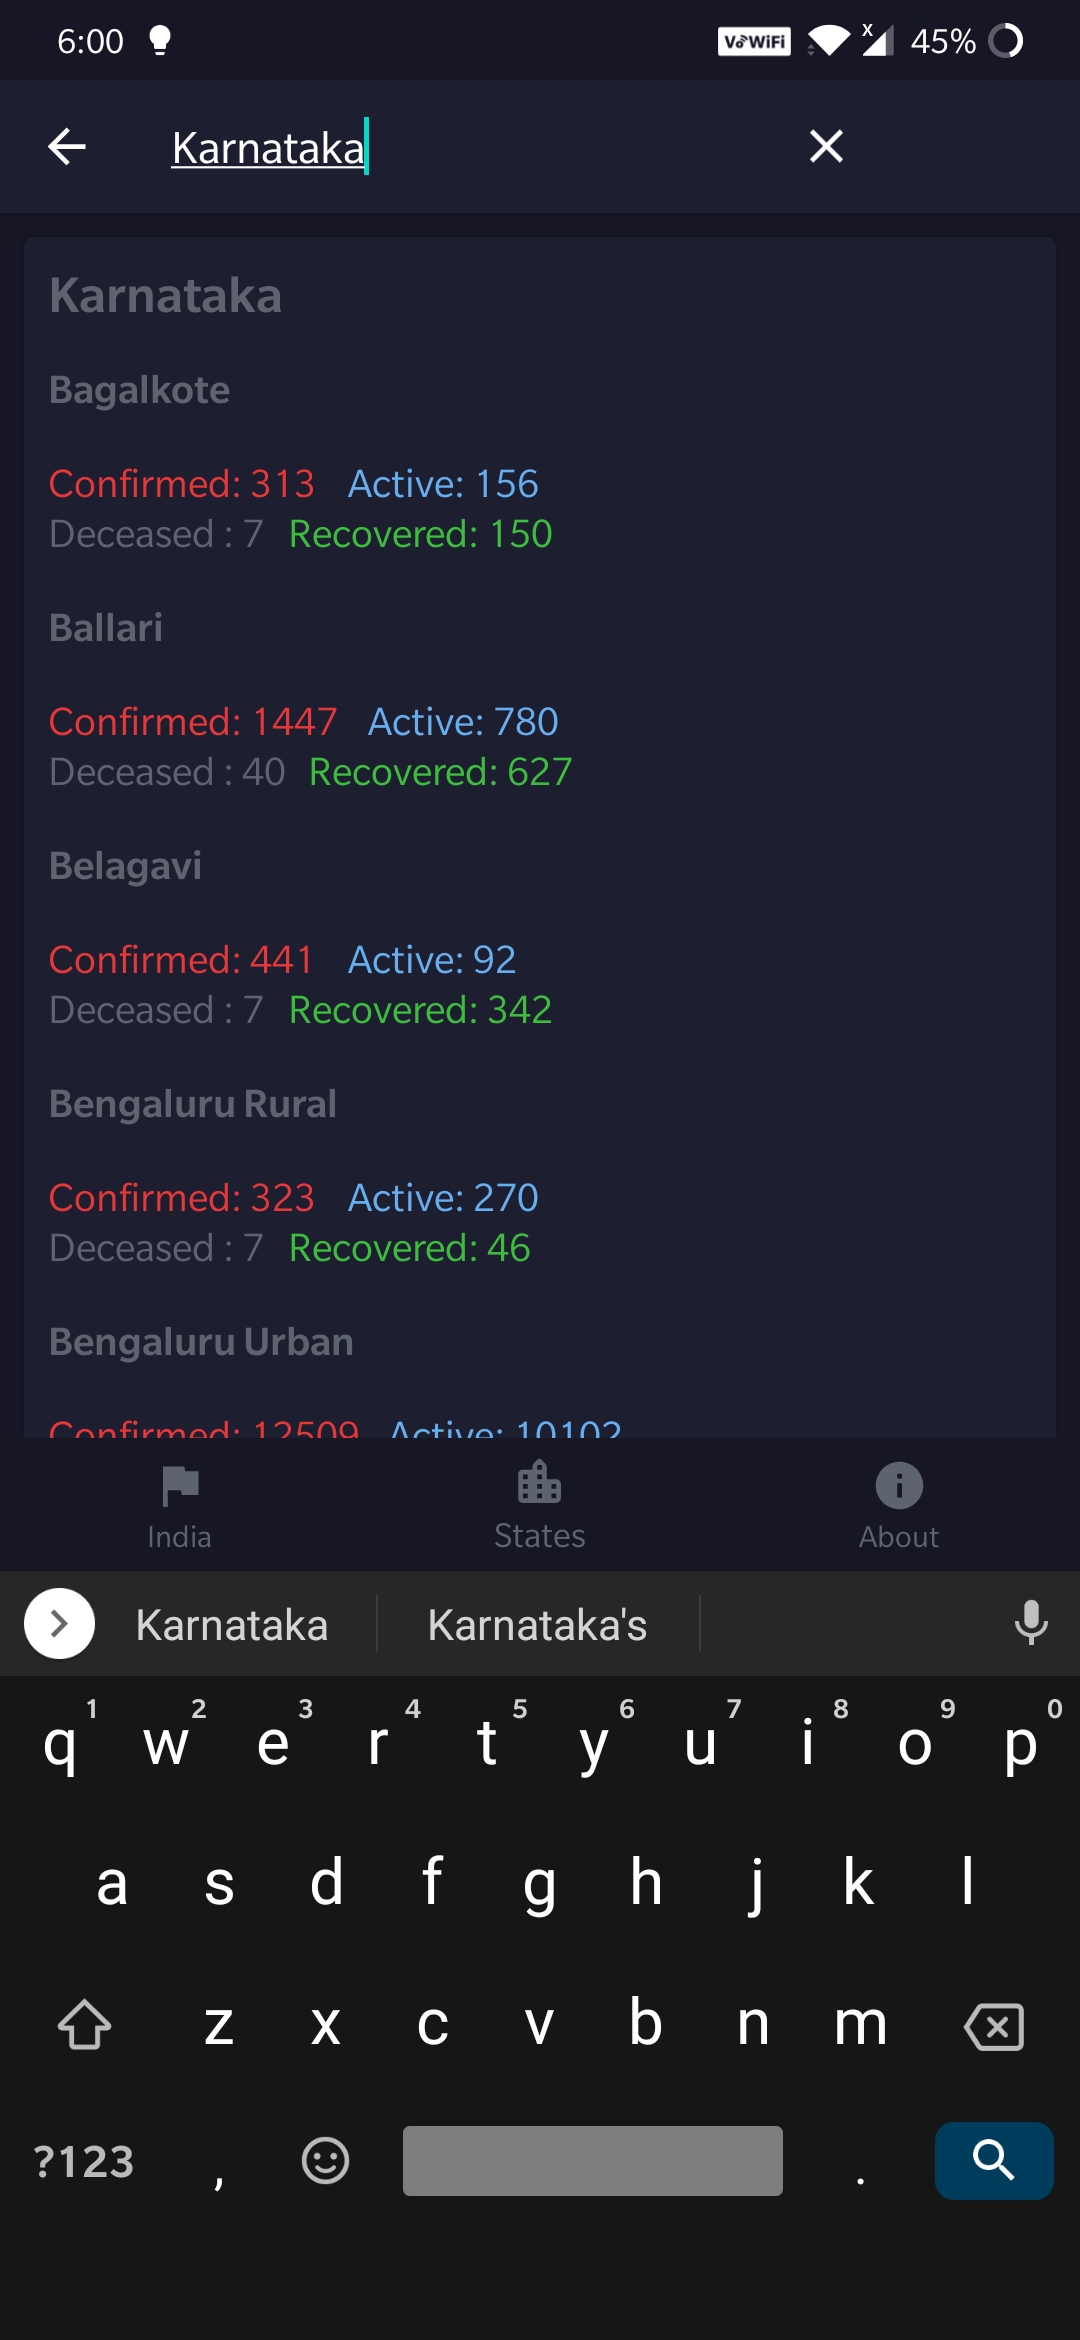 6:00 VoWiFi x 45%
Karnataka
Karnataka
Bagalkote
Confirmed: 313 Active: 156
Deceased : 7 Recovered: 150
Ballari
Confirmed: 1447 Active: 780
Deceased : 40 Recovered: 627
Belagavi
Confirmed: 441 Active: 92
Deceased : 7 Recovered: 342
Bengaluru Rural
Confirmed: 323 Active: 270
Deceased : 7 Recovered: 46
Bengaluru Urban
Confirmed: 12509 Active: 10102
India States About
Karnataka Karnataka's
1 2 3 4 5 6 7 8 9 0
q w e r t y u i o p
a s d f g h j k l
z x c v b n m
?123 , .